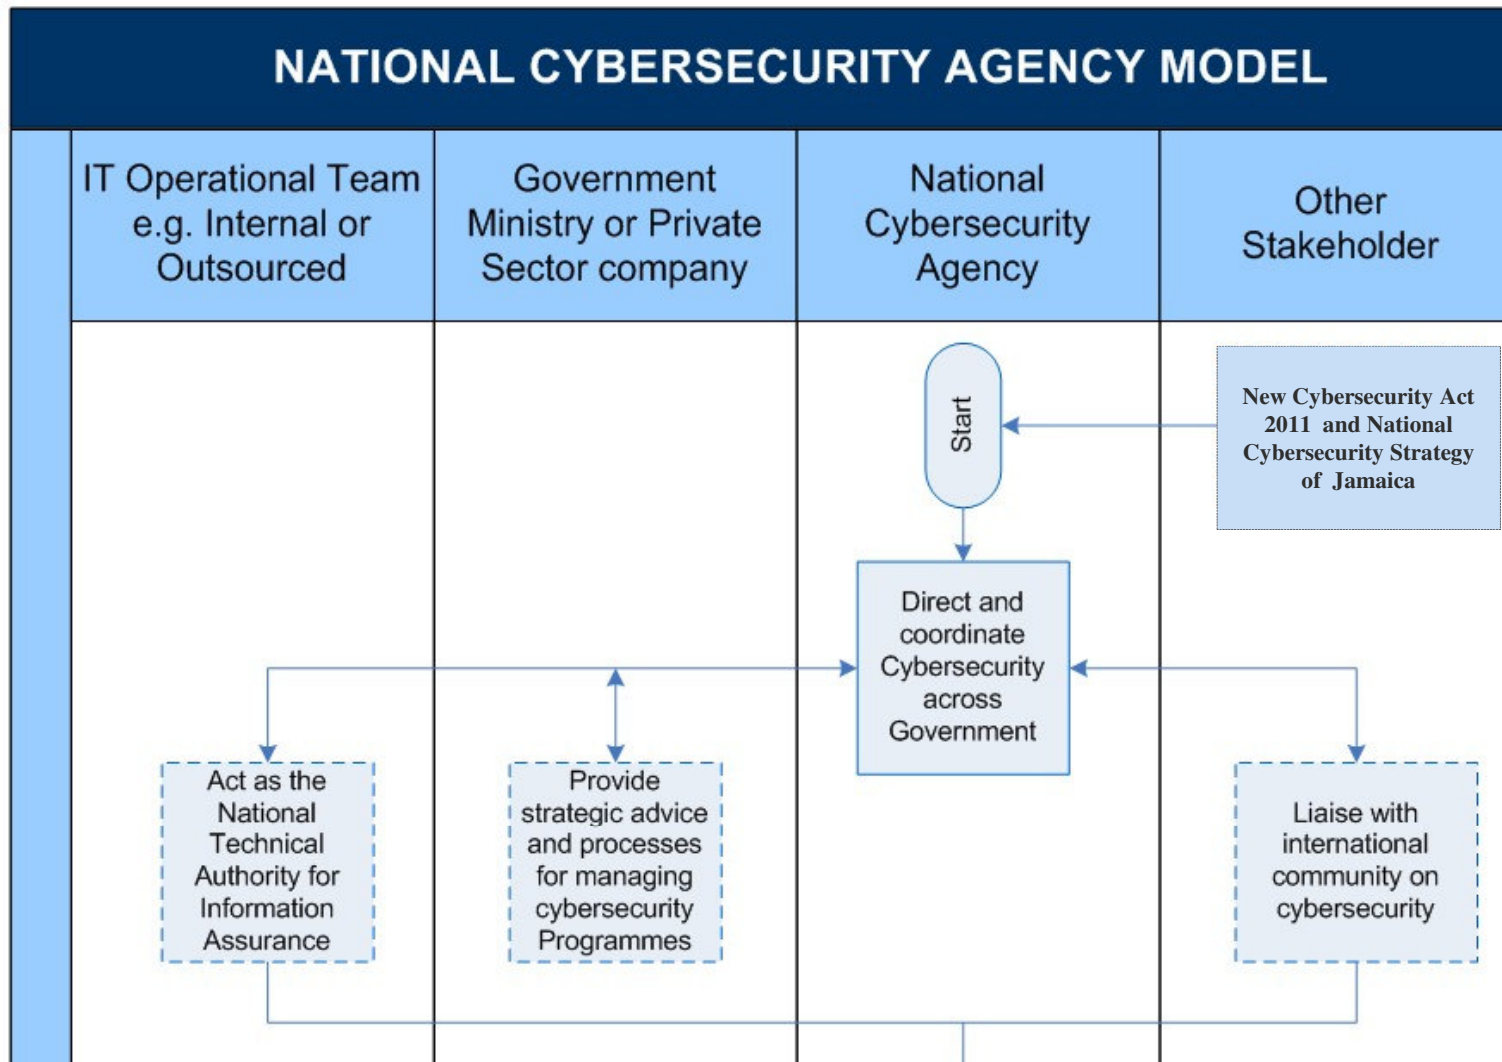 NATIONAL CYBERSECURITY AGENCY MODEL
IT Operational Team
e.g. Internal or
Outsourced
Government
Ministry or Private
Sector company
National
Cybersecurity
Agency
Other
Stakeholder
Start
New Cybersecurity Act
2011 and National
Cybersecurity Strategy
of Jamaica
Direct and
coordinate
Cybersecurity
across
Government
Act as the
National
Technical
Authority for
Information
Assurance
Provide
strategic advice
and processes
for managing
cybersecurity
Programmes
Liaise with
international
community on
cybersecurity